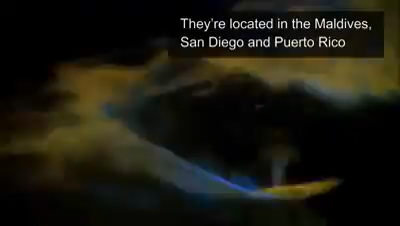 They're located in the Maldives,
San Diego and Puerto Rico